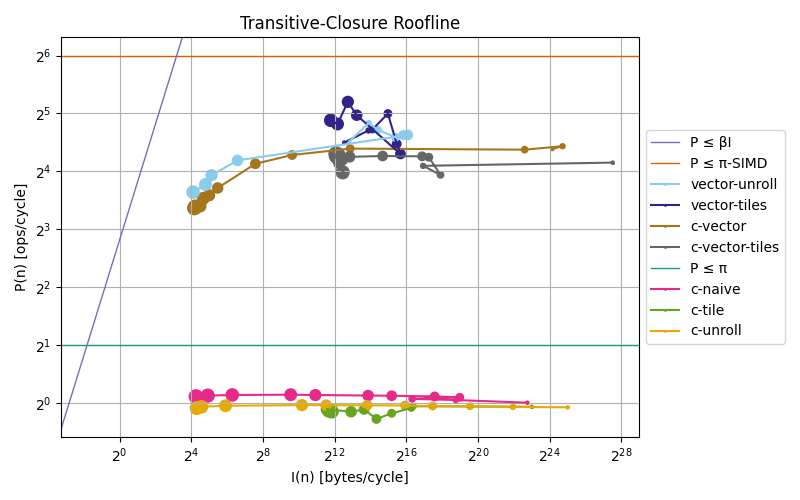 Transitive-Closure Roofline
P(n) [ops/cycle]
2^6
2^5
2^4
2^3
2^2
2^1
2^0
2^0 2^4 2^8 2^12 2^16 2^20 2^24 2^28
I(n) [bytes/cycle]
P ≤ βI
P ≤ π-SIMD
vector-unroll
vector-tiles
c-vector
c-vector-tiles
P ≤ π
c-naive
c-tile
c-unroll